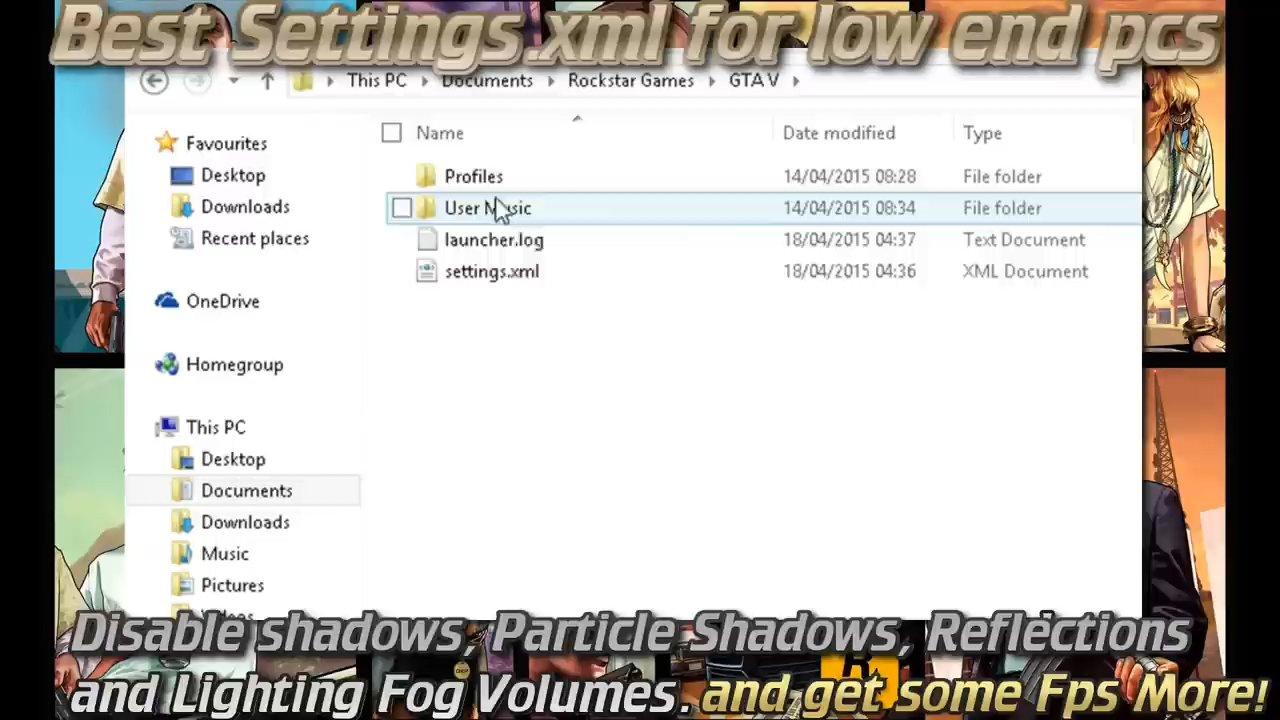 Best Settings.xml for low end pcs
This PC Documents Rockstar Games GTA V
Name Date modified Type
Favourites
Desktop
Downloads
Recent places
OneDrive
Homegroup
This PC
Desktop
Documents
Downloads
Music
Pictures
Videos
Profiles 14/04/2015 08:28 File folder
User Music 14/04/2015 08:34 File folder
launcher.log 18/04/2015 04:37 Text Document
settings.xml 18/04/2015 04:36 XML Document
Disable shadows, Particle Shadows, Reflections
and Lighting Fog Volumes. and get some Fps More!